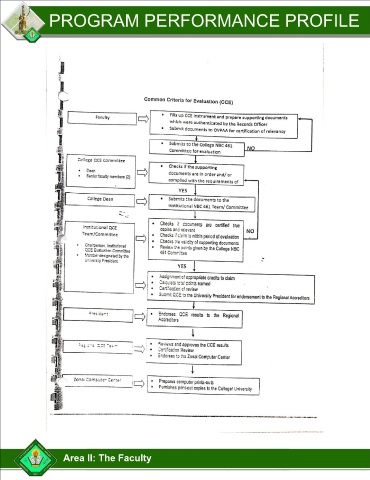 PROGRAM PERFORMANCE PROFILE
Common Criteria for Evaluation (CCE)
Faculty
• Fills up CCE instrument and prepare supporting documents
which were authenticated by the Records Officer
• Submit documents to OVPAA for certification of relevancy
• Submits to the College NBC 461
Committee for evaluation
NO
College CCE Committee
• Dean
• Senior faculty members (2)
• Checks if the supporting
documents are in order and/ or
complied with the requirements of
YES
College Dean
• Submits the documents to the
Institutional NBC 461 Team/ Committee
Institutional QCE
Team/Committee
• Chairperson, Institutional
QCE Evaluation Committee
• Member designated by the
University President
• Checks if documents are certified true
copies and relevant
• Checks if claim is within period of evaluation
• Checks the validity of supporting documents
• Review the points given by the College NBC
461 Committee
NO
YES
• Assignment of appropriate credits to claim
• Calculate total points earned
• Certification of review
• Submit CCE to the University President for endorsement to the Regional Accreditors
President
• Endorses QCE results to the Regional
Accreditors
Regional QCE Team
• Reviews and approves the CCE results
• Certification Review
• Endorses to the Zonal Computer Center
Zonal Computer Center
• Prepares computer print-outs
• Furnishes print-out copies to the College/ University
Area II: The Faculty